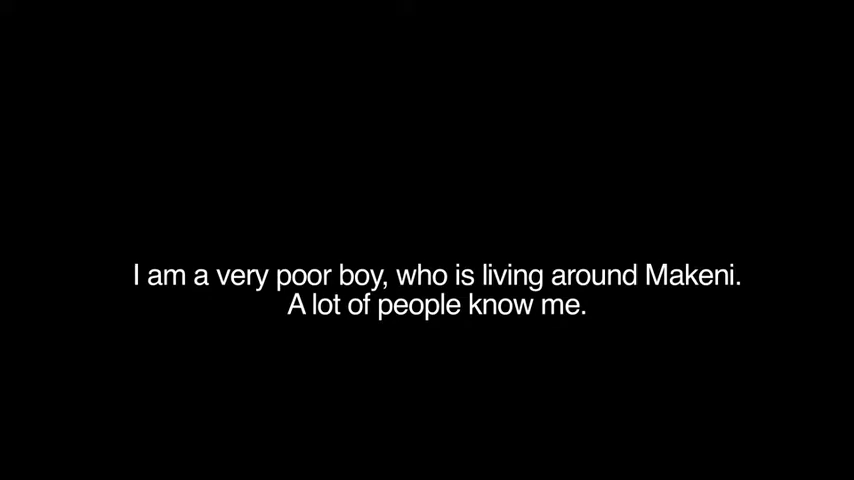 I am a very poor boy, who is living around Makeni.
A lot of people know me.